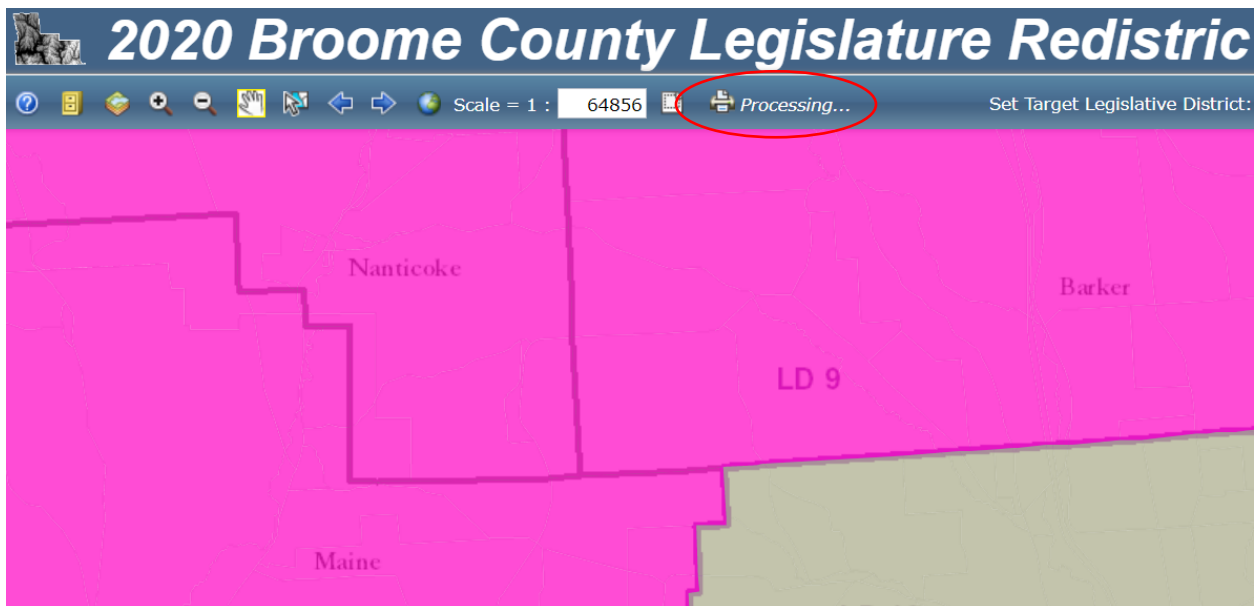 2020 Broome County Legislature Redistric
Scale = 1 : 64856 Processing... Set Target Legislative District:
Nanticoke
Barker
LD 9
Maine